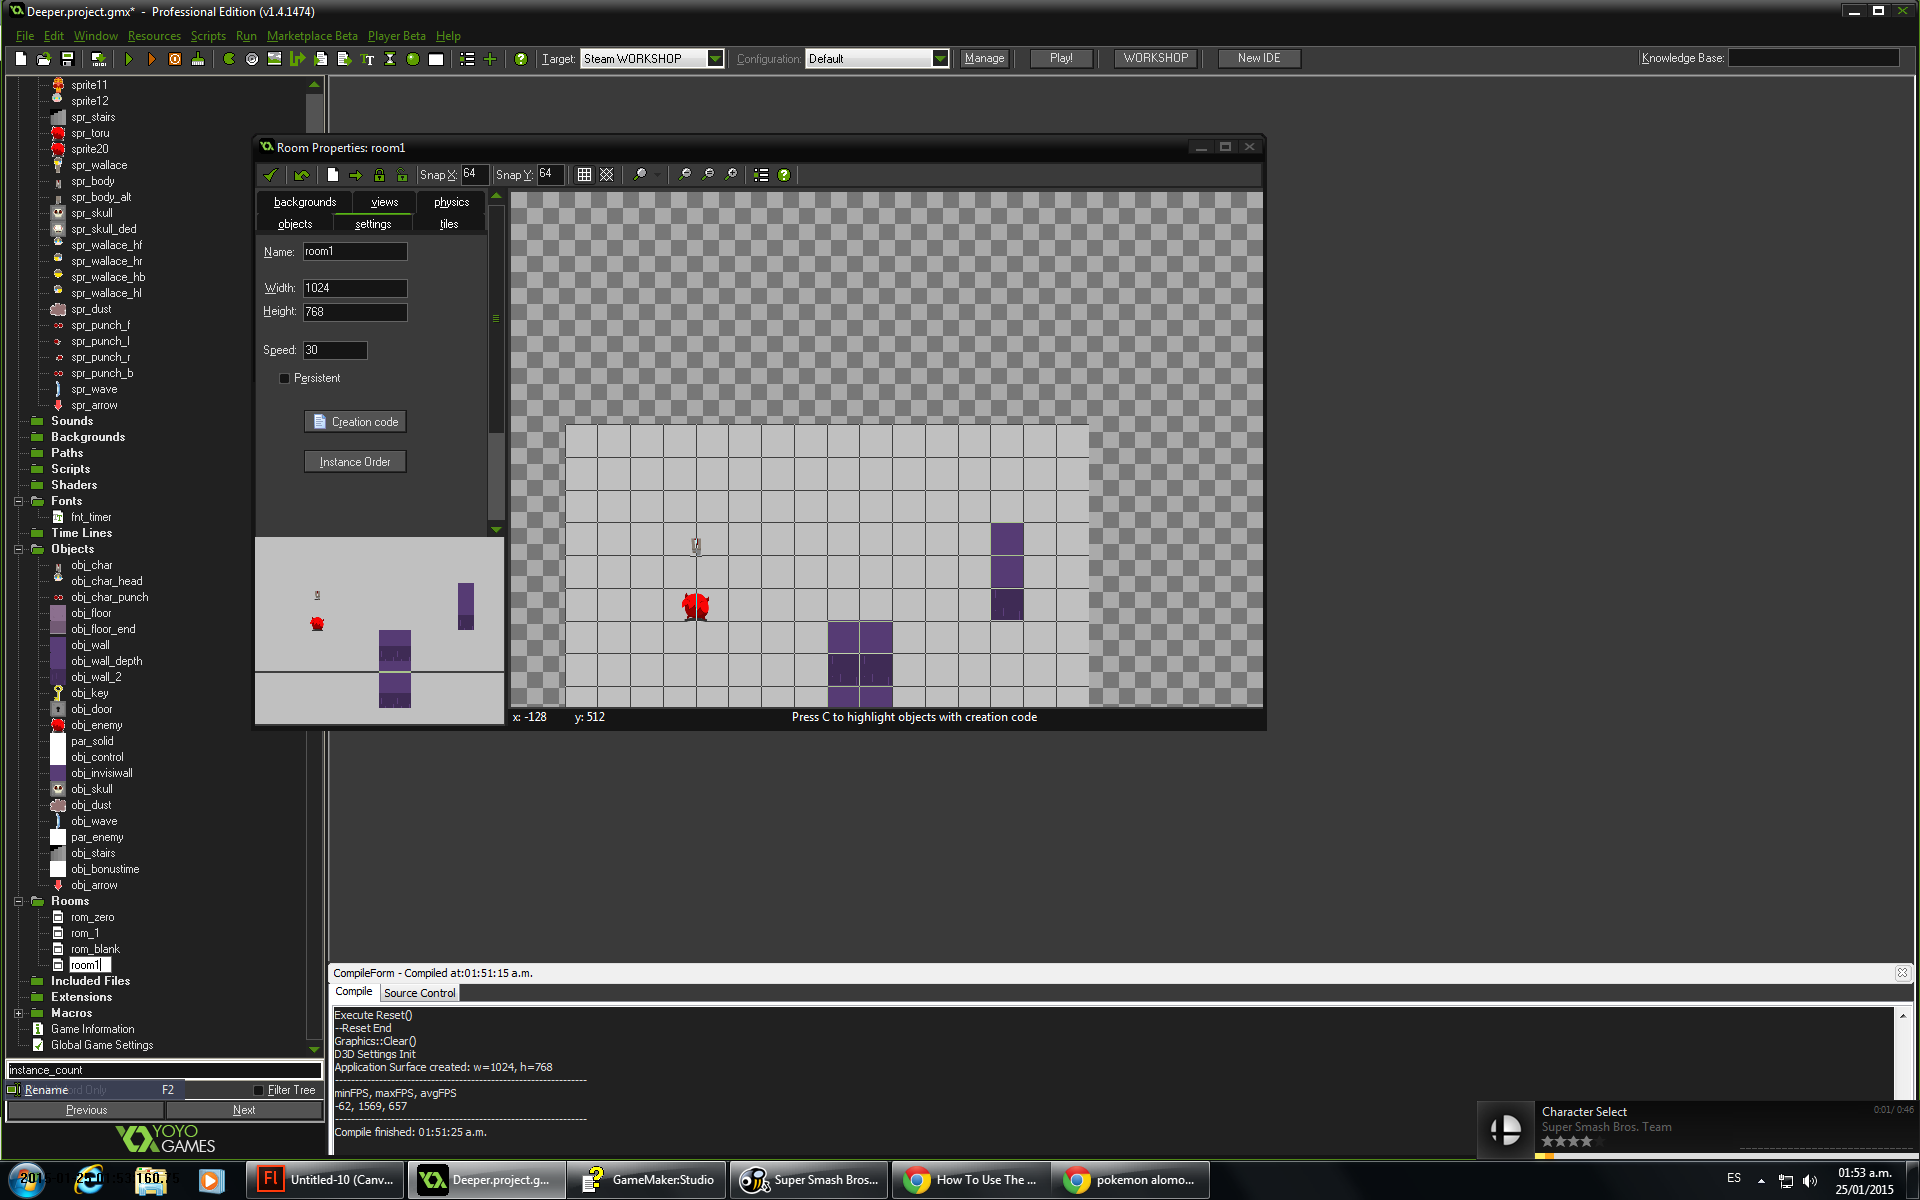 Deeper.project.gmx* - Professional Edition (v1.4.1474)
File Edit Window Resources Scripts Run Marketplace Beta Player Beta Help
Target: Steam WORKSHOP Configuration: Default Manage Play! WORKSHOP New IDE Knowledge Base:
sprite11
sprite12
spr_stairs
spr_toru
sprite20
spr_wallace
spr_body
spr_body_alt
spr_skull
spr_skull_ded
spr_wallace_hf
spr_wallace_hr
spr_wallace_hb
spr_wallace_hl
spr_dust
spr_punch_f
spr_punch_l
spr_punch_r
spr_punch_b
spr_wave
spr_arrow
Sounds
Backgrounds
Paths
Scripts
Shaders
Fonts
fnt_timer
Time Lines
Objects
obj_char
obj_char_head
obj_char_punch
obj_floor
obj_floor_end
obj_wall
obj_wall_depth
obj_wall_2
obj_key
obj_door
obj_enemy
par_solid
obj_control
obj_invisiwall
obj_skull
obj_dust
obj_wave
par_enemy
obj_stairs
obj_bonustime
obj_arrow
Rooms
rom_zero
rom_1
rom_blank
room1
Included Files
Extensions
Macros
Game Information
Global Game Settings
instance_count
Rename F2 Filter Tree
Previous Next
YOYO
GAMES
Room Properties: room1
Snap X: 64 Snap Y: 64
backgrounds views physics
objects settings tiles
Name: room1
Width: 1024
Height: 768
Speed: 30
Persistent
Creation code
Instance Order
x: -128 y: 512 Press C to highlight objects with creation code
CompileForm - Compiled at:01:51:15 a.m.
Compile Source Control
Execute Reset()
--Reset End
Graphics::Clear()
D3D Settings Init
Application Surface created: w=1024, h=768
minFPS, maxFPS, avgFPS
-62, 1569, 657
Compile finished: 01:51:25 a.m.
Character Select 0:01/ 0:46
Super Smash Bros. Team
Untitled-10 (Canv...
Deeper.project.g...
GameMaker:Studio
Super Smash Bros...
How To Use The ...
pokemon alomo...
ES
01:53 a.m.
25/01/2015